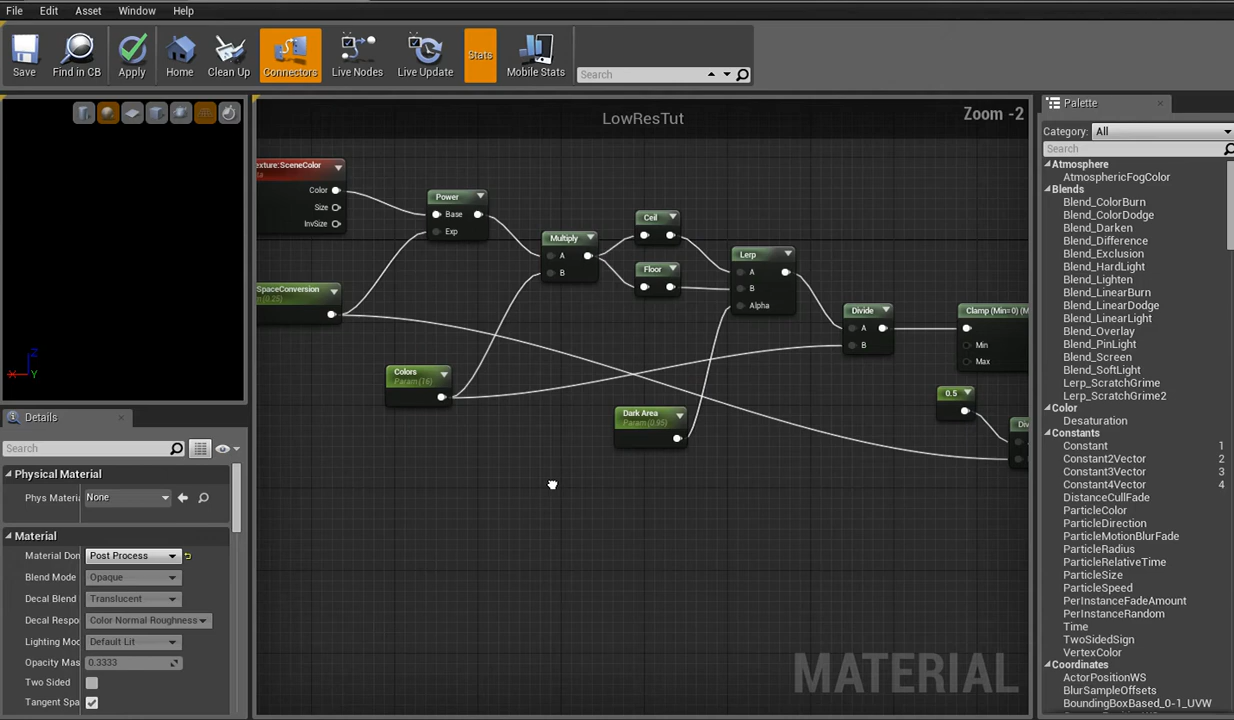 File Edit Asset Window Help
Save Find in CB Apply Home Clean Up Connectors Live Nodes Live Update Stats Mobile Stats Search
LowResTut Zoom -2
exture:SceneColor
Color
Size
InvSize
SpaceConversion
m (0.25)
Power
Base
Exp
Multiply
A
B
Ceil
Floor
Lerp
A
B
Alpha
Divide
A
B
Clamp (Min=0) (M
Min
Max
0.5
Colors
Param (16)
Dark Area
Param (0.95)
MATERIAL
X Z Y
Details
Search
Physical Material
Phys Materia None
Material
Material Don Post Process
Blend Mode Opaque
Decal Blend Translucent
Decal Respo Color Normal Roughness
Lighting Mod Default Lit
Opacity Mas 0.3333
Two Sided
Tangent Spa
Palette
Category: All
Search
Atmosphere
AtmosphericFogColor
Blends
Blend_ColorBurn
Blend_ColorDodge
Blend_Darken
Blend_Difference
Blend_Exclusion
Blend_HardLight
Blend_Lighten
Blend_LinearBurn
Blend_LinearDodge
Blend_LinearLight
Blend_Overlay
Blend_PinLight
Blend_Screen
Blend_SoftLight
Lerp_ScratchGrime
Lerp_ScratchGrime2
Color
Desaturation
Constants
Constant 1
Constant2Vector 2
Constant3Vector 3
Constant4Vector 4
DistanceCullFade
ParticleColor
ParticleDirection
ParticleMotionBlurFade
ParticleRadius
ParticleRelativeTime
ParticleSize
ParticleSpeed
PerInstanceFadeAmount
PerInstanceRandom
Time
TwoSidedSign
VertexColor
Coordinates
ActorPositionWS
BlurSampleOffsets
BoundingBoxBased_0-1_UVW